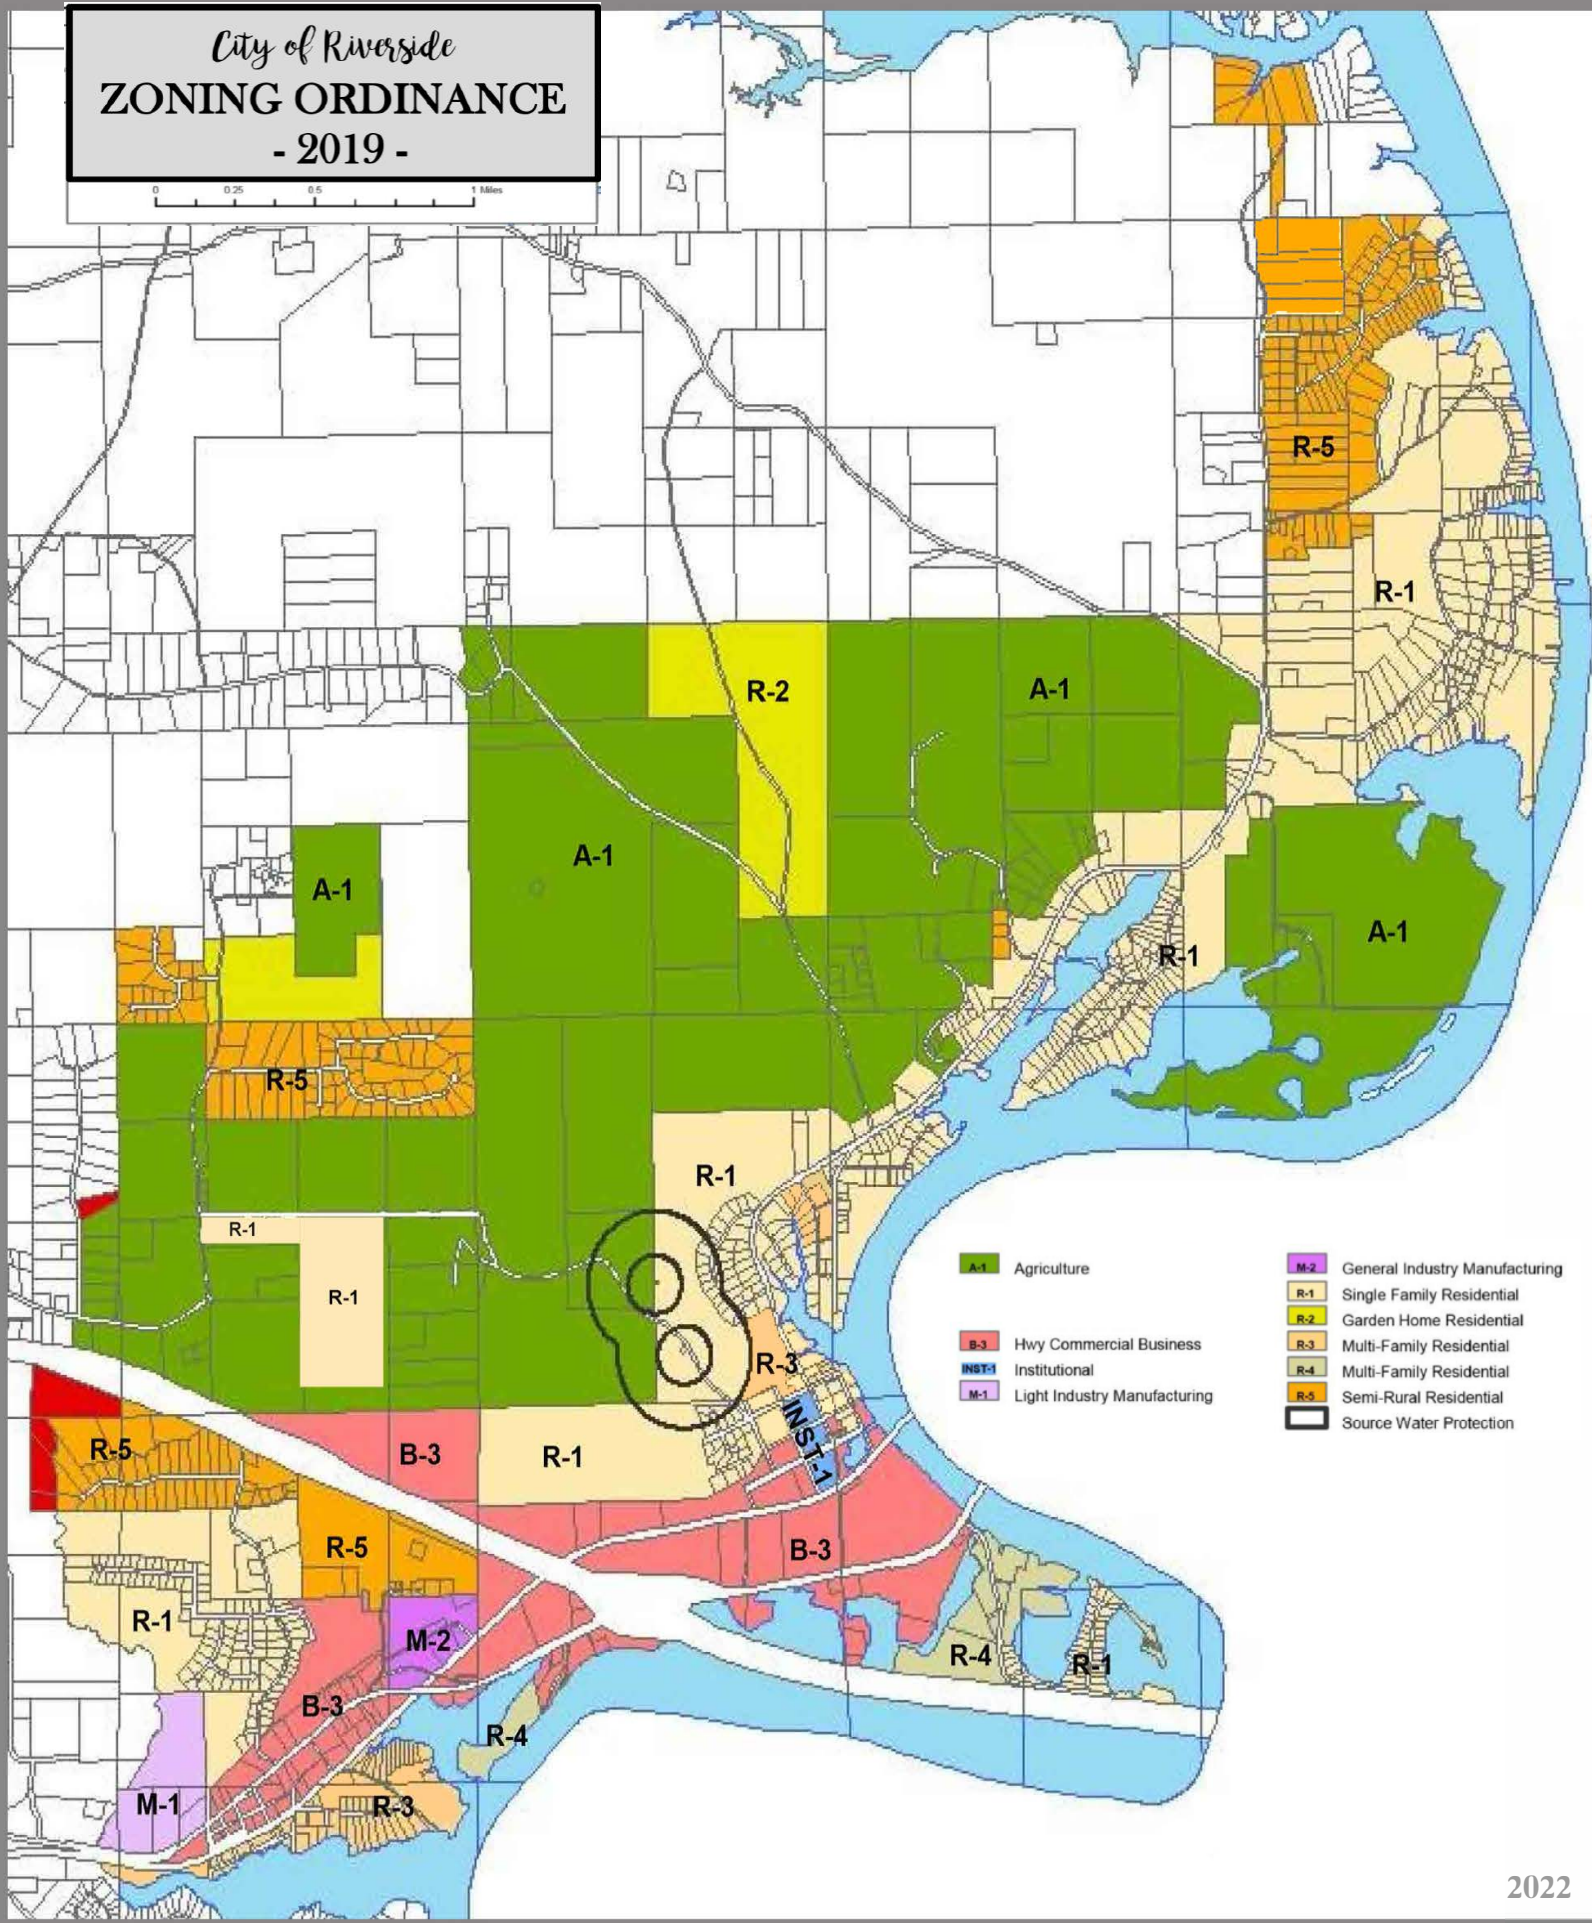 City of Riverside
ZONING ORDINANCE
- 2019 -
0 0.25 0.5 1 Miles
R-5
R-1
R-2
A-1
A-1
A-1
A-1
R-1
R-5
R-1
R-1
R-1
R-3
INST-1
R-5
B-3
R-1
R-5
B-3
R-1
M-2
R-4
R-1
B-3
R-4
M-1
R-3
A-1 Agriculture
B-3 Hwy Commercial Business
INST-1 Institutional
M-1 Light Industry Manufacturing
M-2 General Industry Manufacturing
R-1 Single Family Residential
R-2 Garden Home Residential
R-3 Multi-Family Residential
R-4 Multi-Family Residential
R-5 Semi-Rural Residential
Source Water Protection
2022